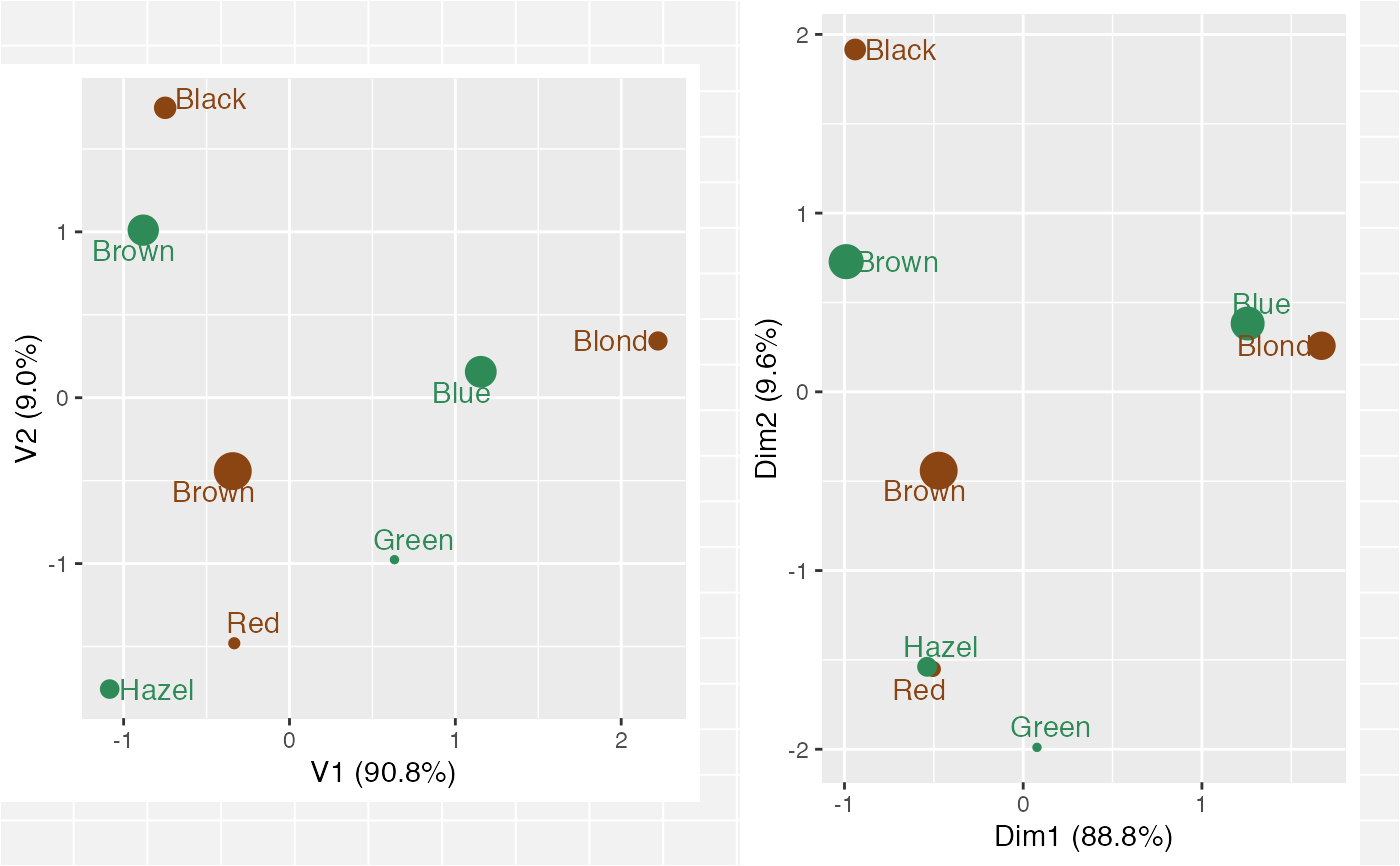 Black
1
Brown
Blond
Blue
0
V2 (9.0%)
Brown
Green
-1
Red
Hazel
-1
0
1
2
V1 (90.8%)
2
Black
1
Brown
Blue
Blond
0
Dim2 (9.6%)
Brown
-1
Hazel
Red
Green
-2
-1
0
1
Dim1 (88.8%)